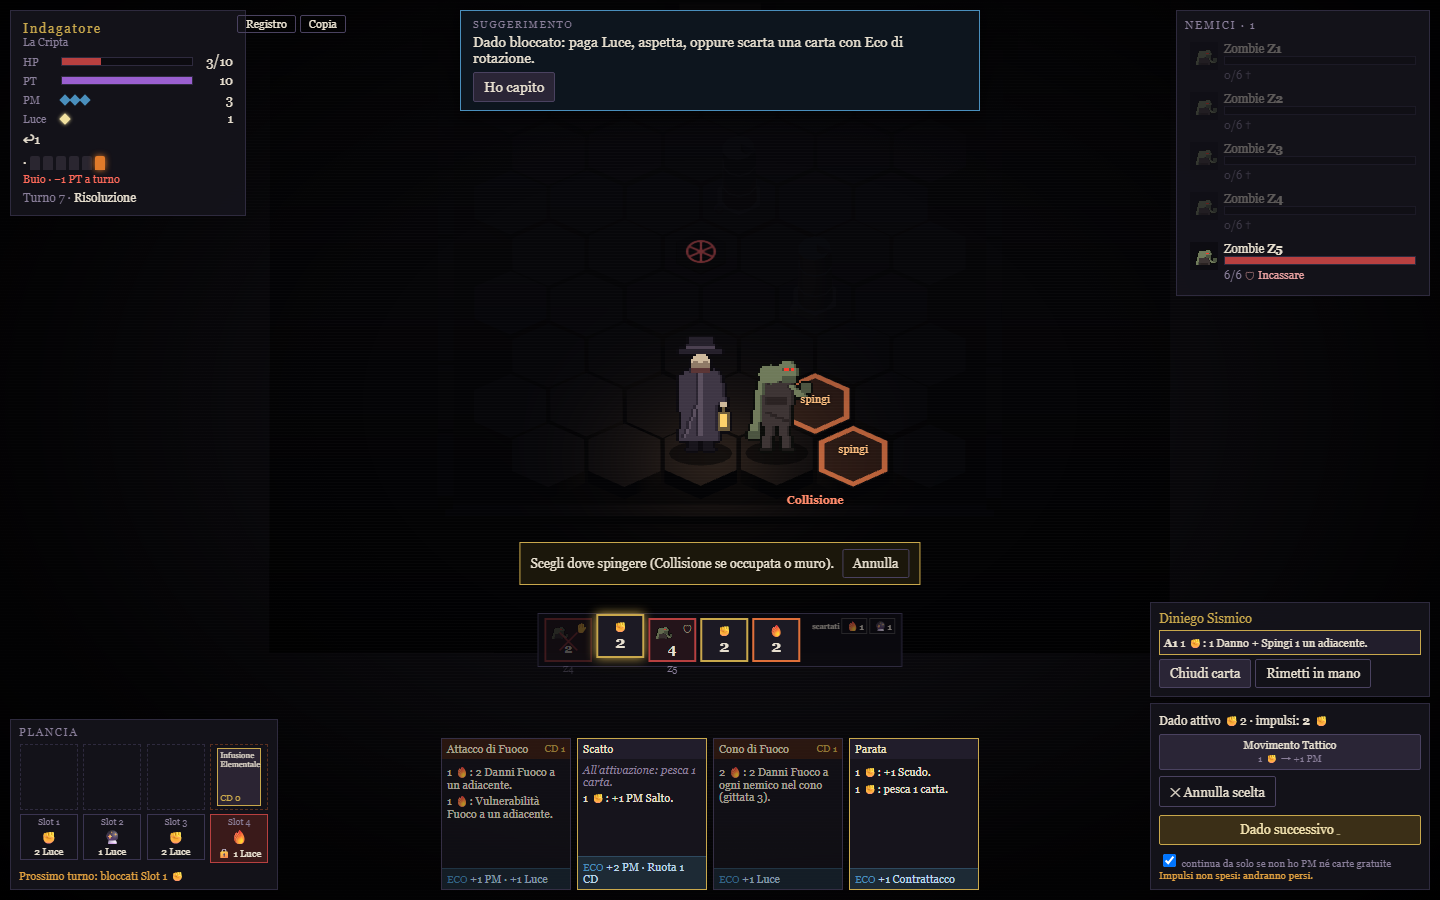 Indagatore
La Cripta
HP 3/10
PT 10
PM 3
Luce 1
↩1
Buio · −1 PT a turno
Turno 7 · Risoluzione
Registro
Copia
SUGGERIMENTO
Dado bloccato: paga Luce, aspetta, oppure scarta una carta con Eco di
rotazione.
Ho capito
NEMICI · 1
Zombie Z1
0/6 †
Zombie Z2
0/6 †
Zombie Z3
0/6 †
Zombie Z4
0/6 †
Zombie Z5
6/6 Incassare
spingi
spingi
Collisione
Scegli dove spingere (Collisione se occupata o muro).
Annulla
2
2
4
2
2
scartati 1 1
Z4
Z5
Diniego Sismico
A1 1 ✊: 1 Danno + Spingi 1 un adiacente.
Chiudi carta
Rimetti in mano
Dado attivo ✊2 · impulsi: 2 ✊
Movimento Tattico
1 ✊ → +1 PM
✕ Annulla scelta
Dado successivo _
continua da solo se non ho PM né carte gratuite
Impulsi non spesi: andranno persi.
PLANCIA
Infusione
Elementale
CD 0
Slot 1
2 Luce
Slot 2
1 Luce
Slot 3
2 Luce
Slot 4
🔒 1 Luce
Prossimo turno: bloccati Slot 1 ✊
Attacco di Fuoco CD 1
1 🔥: 2 Danni Fuoco a
un adiacente.
1 🔥: Vulnerabilità
Fuoco a un adiacente.
ECO +1 PM · +1 Luce
Scatto
All'attivazione: pesca 1
carta.
1 ✊: +1 PM Salto.
ECO +2 PM · Ruota 1
CD
Cono di Fuoco CD 1
2 🔥: 2 Danni Fuoco a
ogni nemico nel cono
(gittata 3).
ECO +1 Luce
Parata
1 ✊: +1 Scudo.
1 ✊: pesca 1 carta.
ECO +1 Contrattacco